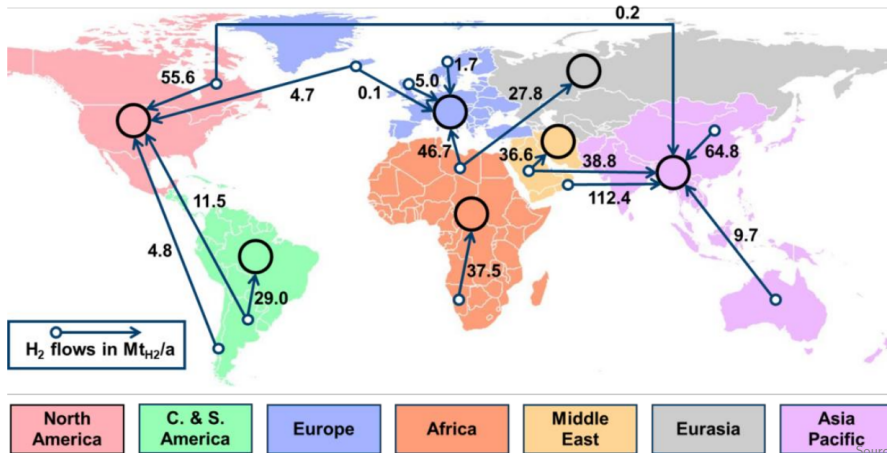 0.2
55.6
4.7
0.1
5.0
1.7
27.8
46.7
36.6
38.8
64.8
112.4
11.5
4.8
29.0
37.5
9.7
H₂ flows in Mt_H2/a
North America
C. & S. America
Europe
Africa
Middle East
Eurasia
Asia Pacific
Sourc